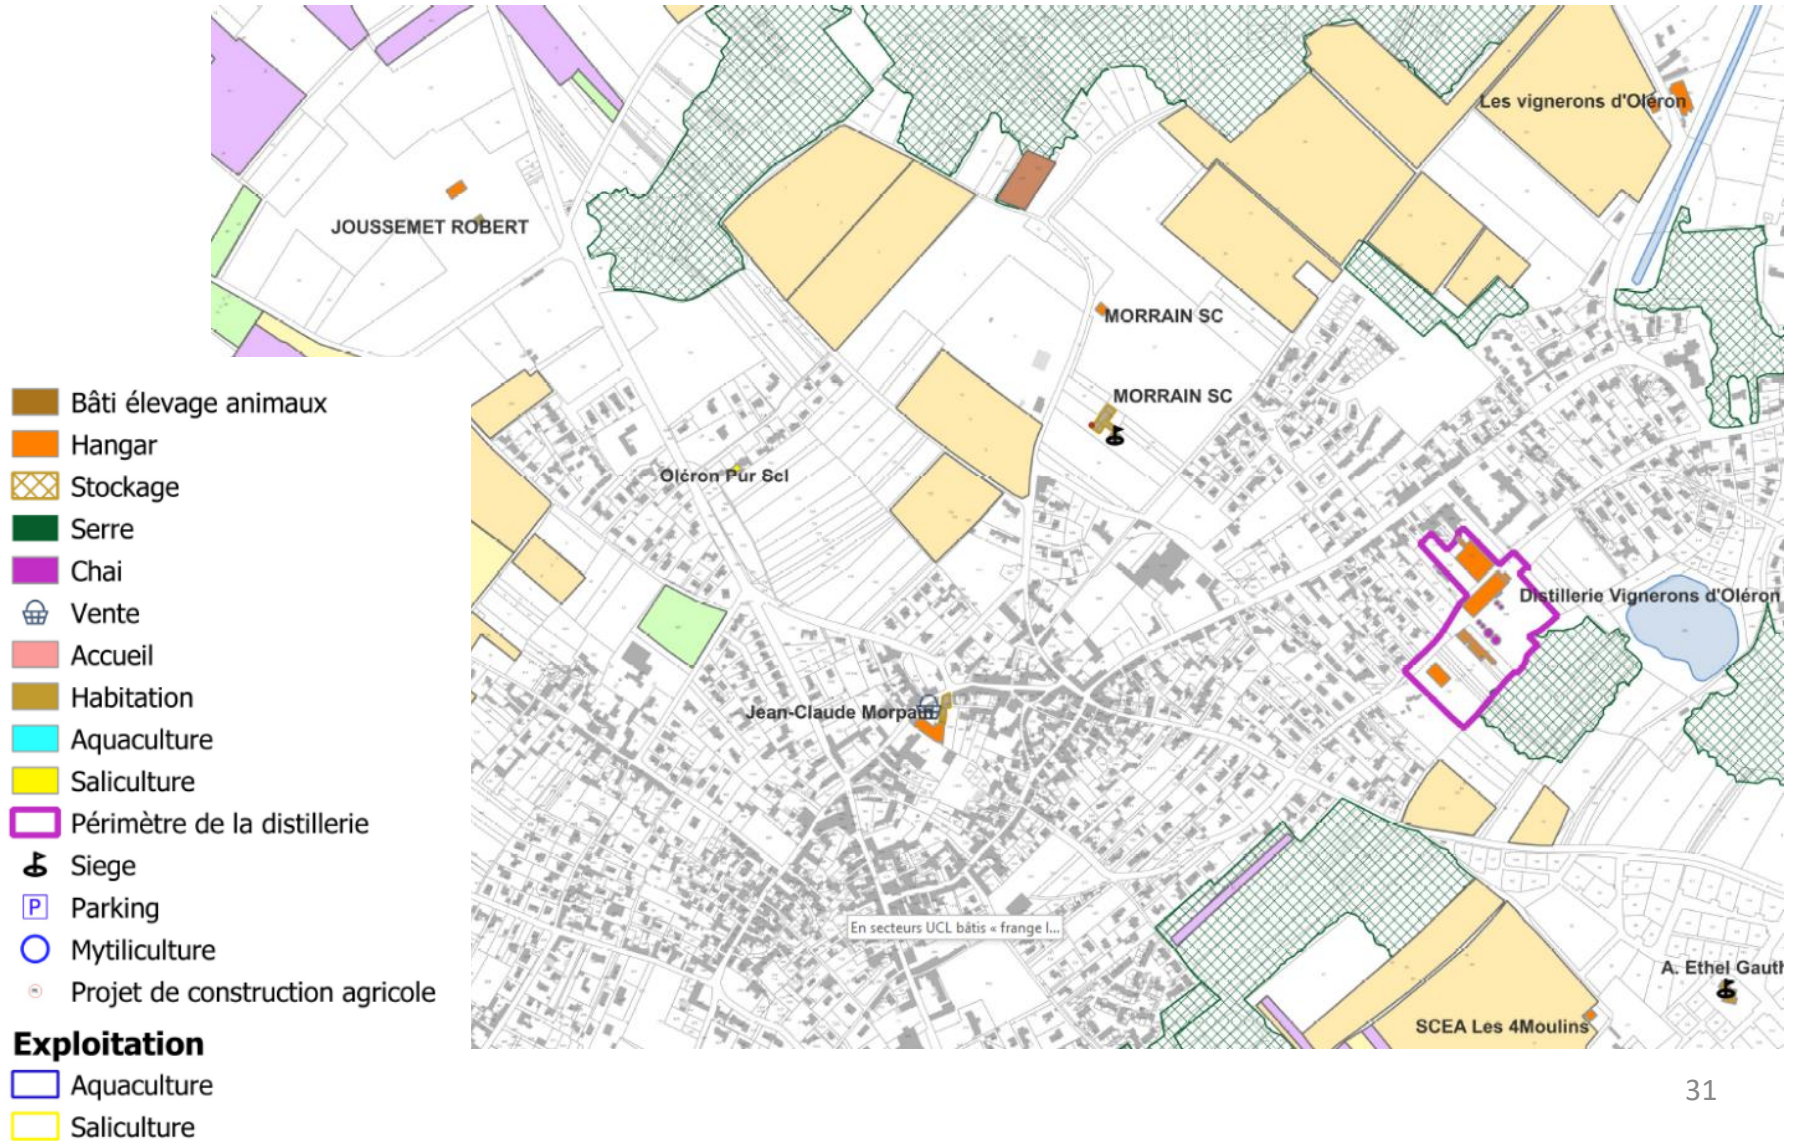 Les vignerons d'Oléron
JOUSSEMET ROBERT
MORRAIN SC
MORRAIN SC
Oléron Pur Sel
Distillerie Vignerons d'Oléron
Jean-Claude Morpain
En secteurs UCL bâtis « frange l...
A. Ethel Gauth
SCEA Les 4Moulins
Bâti élevage animaux
Hangar
Stockage
Serre
Chai
Vente
Accueil
Habitation
Aquaculture
Saliculture
Périmètre de la distillerie
Siege
P Parking
Mytiliculture
Projet de construction agricole
Exploitation
Aquaculture
Saliculture
31